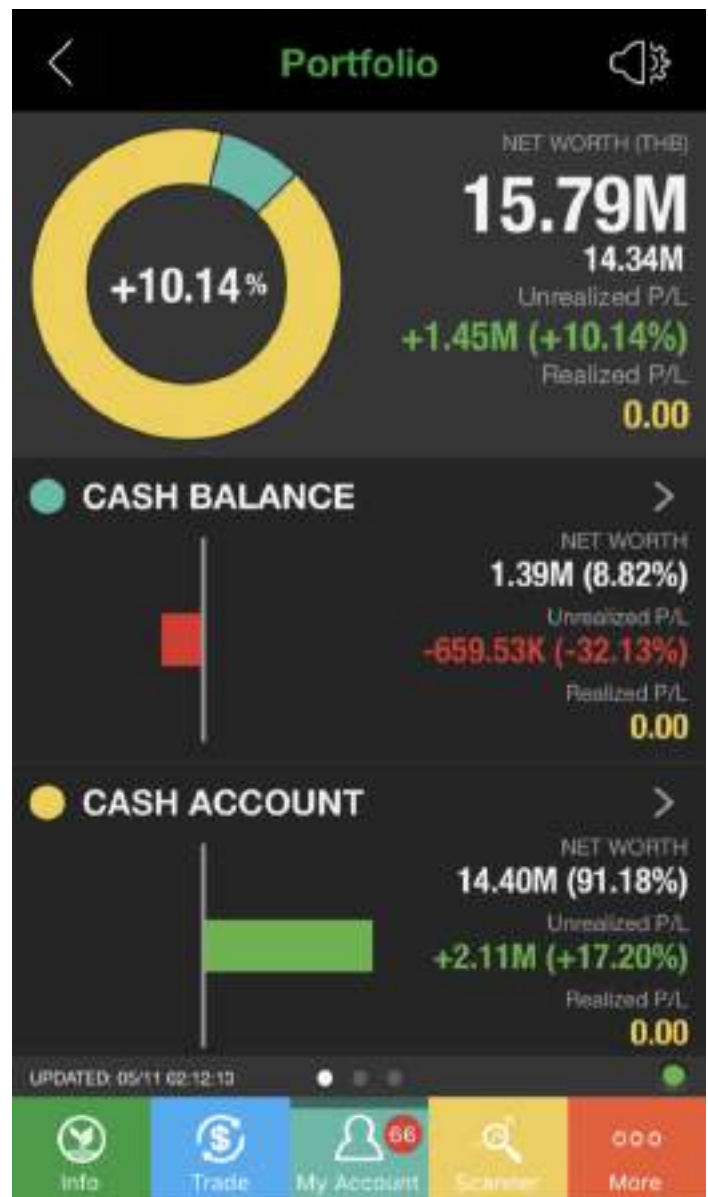 Portfolio
NET WORTH (THB)
15.79M
14.34M
+10.14%
Unrealized P/L
+1.45M (+10.14%)
Realized P/L
0.00
CASH BALANCE
NET WORTH
1.39M (8.82%)
Unrealized P/L
-659.53K (-32.13%)
Realized P/L
0.00
CASH ACCOUNT
NET WORTH
14.40M (91.18%)
Unrealized P/L
+2.11M (+17.20%)
Realized P/L
0.00
UPDATED: 05/11 02:12:13
66
Info Trade My Account Scanner More